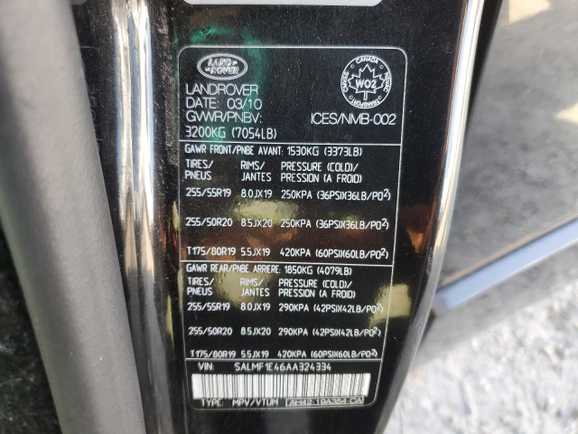 LAND ROVER
LANDROVER
DATE: 03/10
GVWR/PNBV:
3200KG (7054LB)
CANADA
W02
TRANSPORT
ICES/NMB-002
GAWR FRONT/PNBE AVANT: 1530KG (3373LB)
TIRES/ RIMS/ PRESSURE (COLD)/
PNEUS JANTES PRESSION (A FROID)
255/55R19 8.0JX19 250KPA (36PSI)(36LB/PO²)
255/50R20 8.5JX20 250KPA (36PSI)(36LB/PO²)
T175/80R19 5.5JX19 420KPA (60PSI)(60LB/PO²)
GAWR REAR/PNBE ARRIERE: 1850KG (4079LB)
TIRES/ RIMS/ PRESSURE (COLD)/
PNEUS JANTES PRESSION (A FROID)
255/55R19 8.0JX19 290KPA (42PSI)(42LB/PO²)
255/50R20 8.5JX20 290KPA (42PSI)(42LB/PO²)
T175/80R19 5.5JX19 420KPA (60PSI)(60LB/PO²)
VIN: SALMF1E46AA324334
TYPE: MPV/VTUM